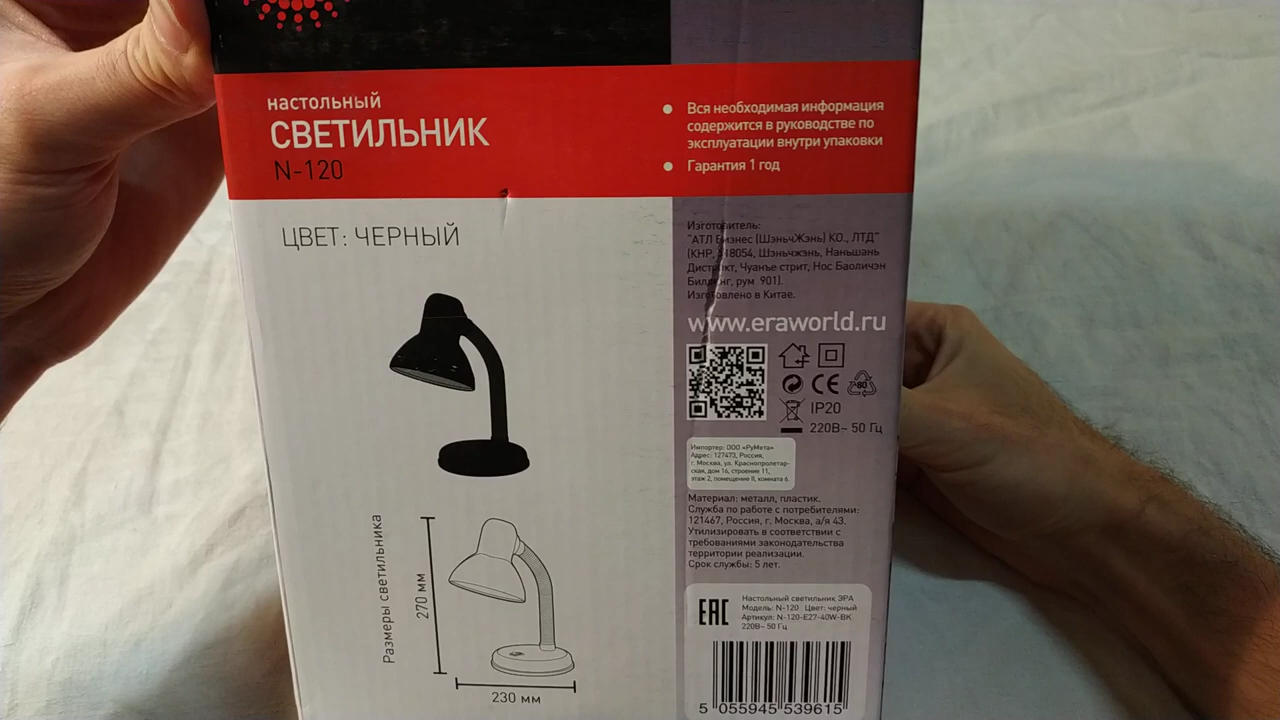 настольный
СВЕТИЛЬНИК
N-120
Вся необходимая информация
содержится в руководстве по
эксплуатации внутри упаковки
Гарантия 1 год
ЦВЕТ: ЧЕРНЫЙ
Размеры светильника
270 мм
230 мм
Изготовитель:
"АТЛ Бизнес (ШэньчЖэнь) КО., ЛТД"
(КНР, 518054, Шэньчжэнь, Наньшань
Дистрикт, Чуанъе стрит, Нос Баоличэн
Билдинг, рум 901).
Изготовлено в Китае.
www.eraworld.ru
CE
80
IP20
220В~ 50 Гц
Импортер: ООО «РуМета»
Адрес: 127473, Россия,
г. Москва, ул. Краснопролетар-
ская, дом 16, строение 11,
этаж 2, помещение II, комната 6.
Материал: металл, пластик.
Служба по работе с потребителями:
121467, Россия, г. Москва, а/я 43.
Утилизировать в соответствии с
требованиями законодательства
территории реализации.
Срок службы: 5 лет.
EAC
Настольный светильник ЭРА
Модель: N-120 Цвет: черный
Артикул: N-120-E27-40W-BK
220В~ 50 Гц
5 055945 539615